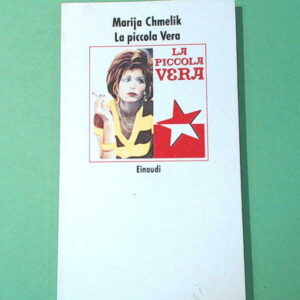 Marija Chmelik
La piccola Vera
LA
PICCOLA
VERA
Einaudi